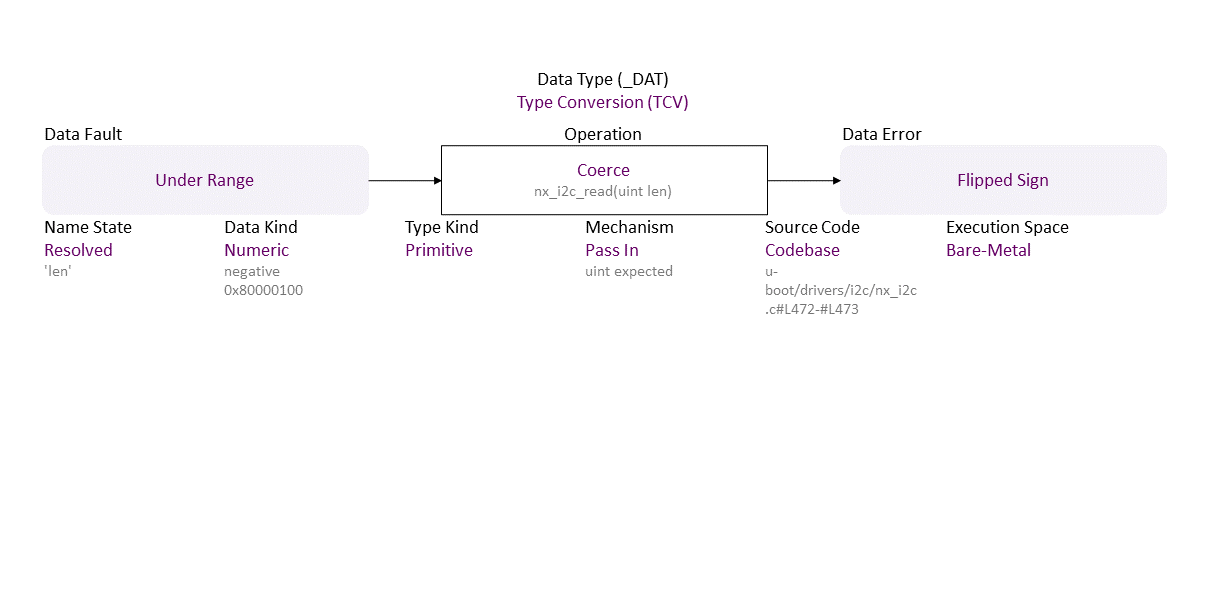 Data Type (_DAT)
Type Conversion (TCV)
Data Fault
Operation
Data Error
Under Range
Coerce
nx_i2c_read(uint len)
Flipped Sign
Name State
Data Kind
Type Kind
Mechanism
Source Code
Execution Space
Resolved
Numeric
Primitive
Pass In
Codebase
Bare-Metal
'len'
negative
0x80000100
uint expected
u-
boot/drivers/i2c/nx_i2c
.c#L472-#L473